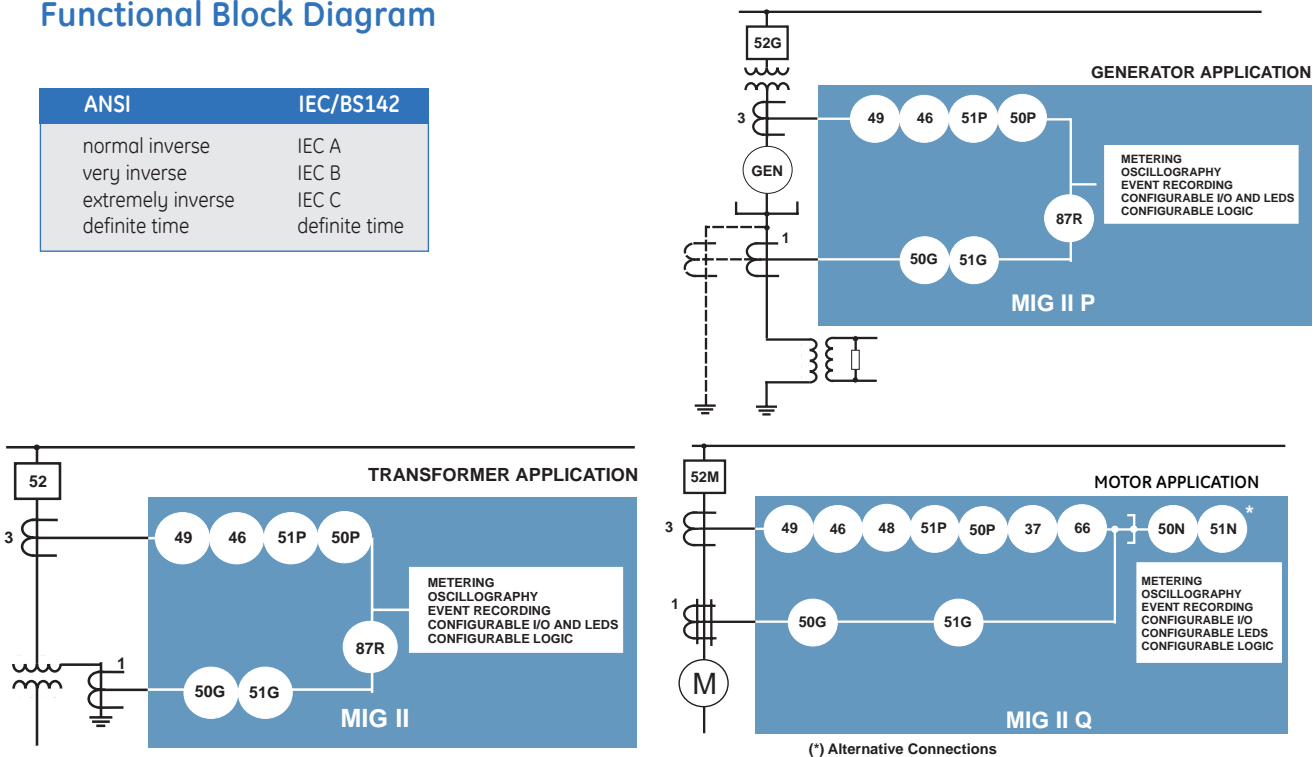 Functional Block Diagram
ANSI IEC/BS142
normal inverse IEC A
very inverse IEC B
extremely inverse IEC C
definite time definite time
52G
GENERATOR APPLICATION
3
49 46 51P 50P
GEN
METERING
OSCILLOGRAPHY
EVENT RECORDING
CONFIGURABLE I/O AND LEDS
CONFIGURABLE LOGIC
87R
1
50G 51G
MIG II P
52
TRANSFORMER APPLICATION
3
49 46 51P 50P
METERING
OSCILLOGRAPHY
EVENT RECORDING
CONFIGURABLE I/O AND LEDS
CONFIGURABLE LOGIC
87R
1
50G 51G
MIG II
52M
MOTOR APPLICATION
3
49 46 48 51P 50P 37 66 50N 51N *
METERING
OSCILLOGRAPHY
EVENT RECORDING
CONFIGURABLE I/O
CONFIGURABLE LEDS
CONFIGURABLE LOGIC
1
50G 51G
M
MIG II Q
(*) Alternative Connections